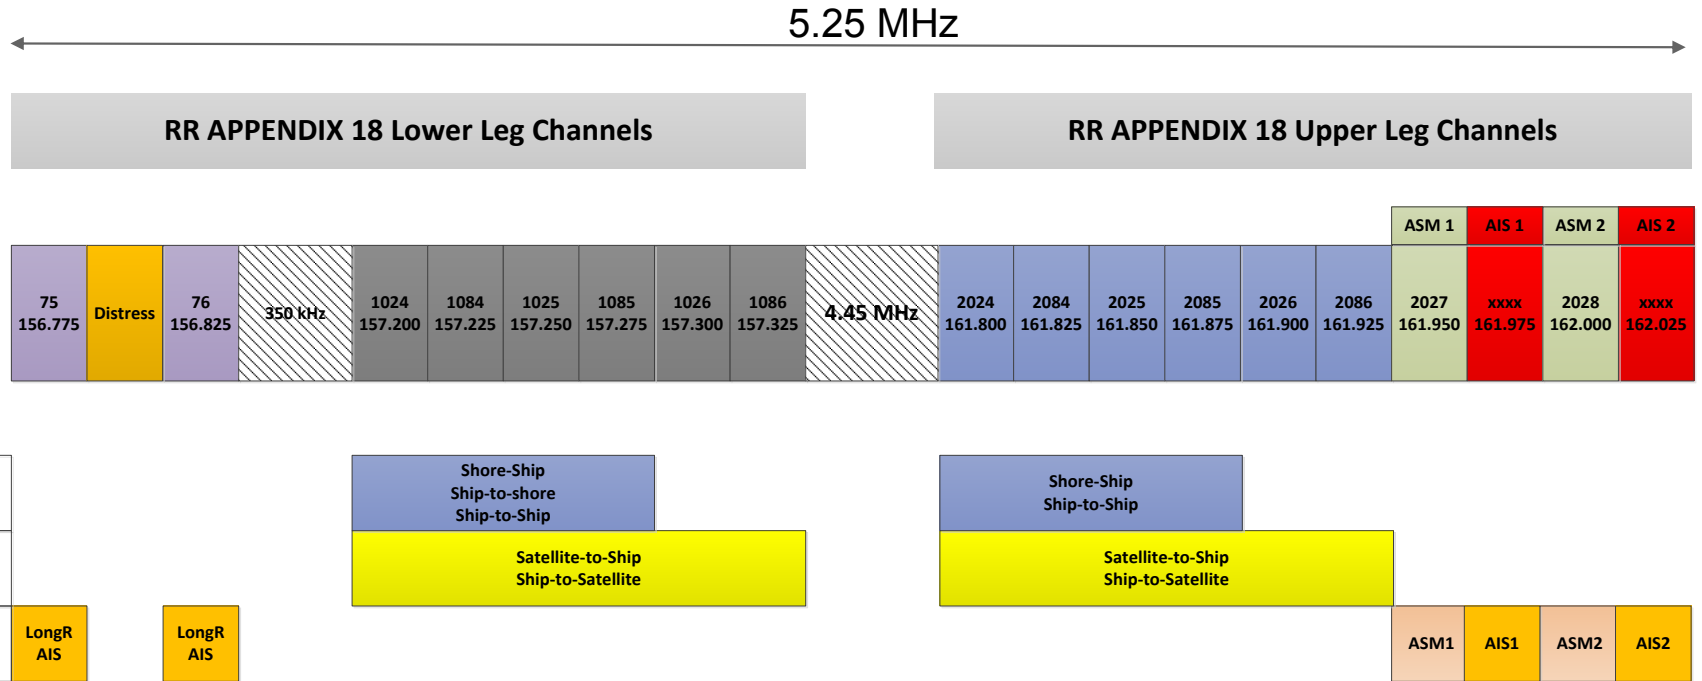 5.25 MHz
RR APPENDIX 18 Lower Leg Channels
RR APPENDIX 18 Upper Leg Channels
ASM 1
AIS 1
ASM 2
AIS 2
75
156.775
Distress
76
156.825
350 kHz
1024
157.200
1084
157.225
1025
157.250
1085
157.275
1026
157.300
1086
157.325
4.45 MHz
2024
161.800
2084
161.825
2025
161.850
2085
161.875
2026
161.900
2086
161.925
2027
161.950
xxxx
161.975
2028
162.000
xxxx
162.025
Shore-Ship
Ship-to-shore
Ship-to-Ship
Shore-Ship
Ship-to-Ship
Satellite-to-Ship
Ship-to-Satellite
Satellite-to-Ship
Ship-to-Satellite
LongR
AIS
LongR
AIS
ASM1
AIS1
ASM2
AIS2